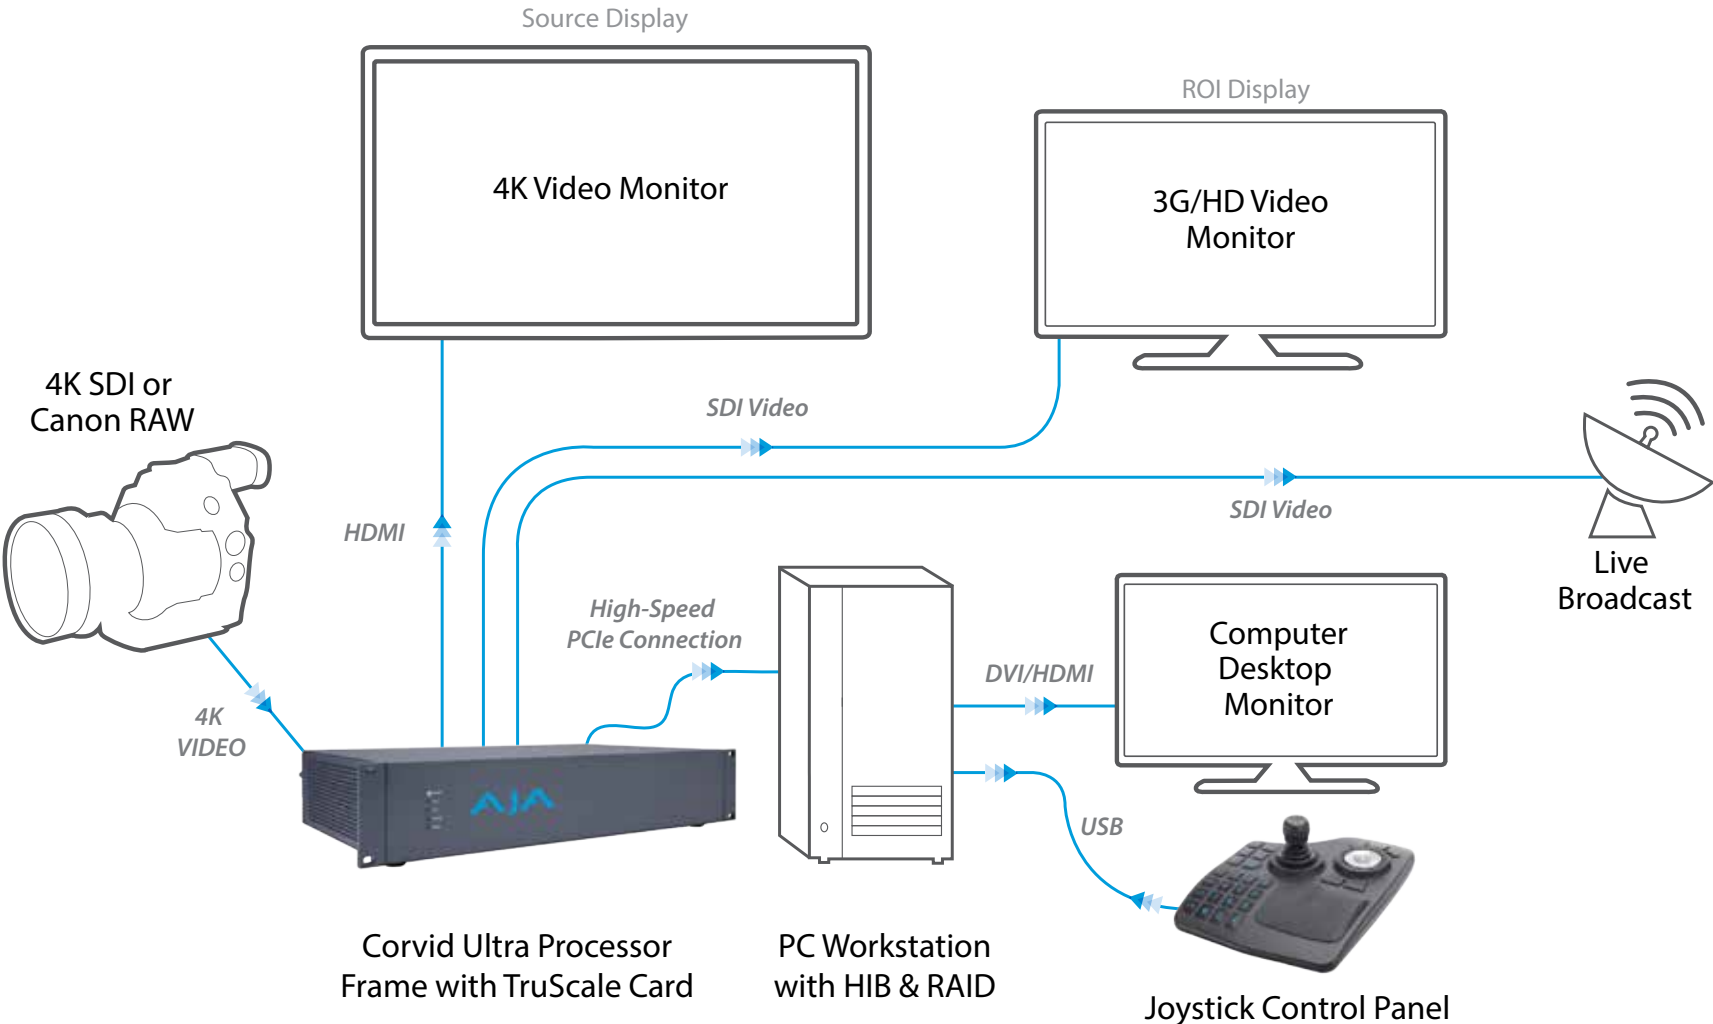 Source Display
4K Video Monitor
ROI Display
3G/HD Video
Monitor
4K SDI or
Canon RAW
SDI Video
SDI Video
HDMI
Live
Broadcast
High-Speed
PCIe Connection
DVI/HDMI
Computer
Desktop
Monitor
4K
VIDEO
AJA
USB
Corvid Ultra Processor
Frame with TruScale Card
PC Workstation
with HIB & RAID
Joystick Control Panel